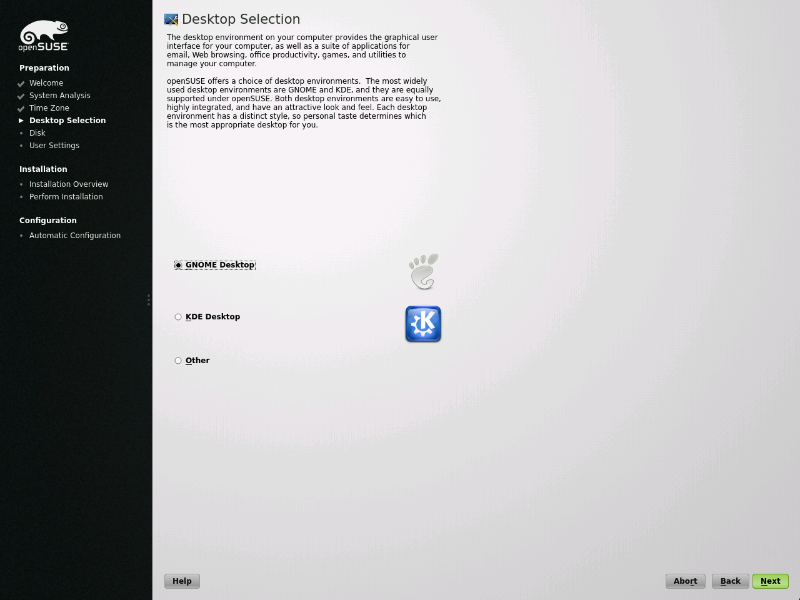 openSUSE
Preparation
Welcome
System Analysis
Time Zone
Desktop Selection
Disk
User Settings
Installation
Installation Overview
Perform Installation
Configuration
Automatic Configuration
Desktop Selection
The desktop environment on your computer provides the graphical user
interface for your computer, as well as a suite of applications for
email, Web browsing, office productivity, games, and utilities to
manage your computer.
openSUSE offers a choice of desktop environments. The most widely
used desktop environments are GNOME and KDE, and they are equally
supported under openSUSE. Both desktop environments are easy to use,
highly integrated, and have an attractive look and feel. Each desktop
environment has a distinct style, so personal taste determines which
is the most appropriate desktop for you.
GNOME Desktop
KDE Desktop
K
Other
Help
Abort
Back
Next